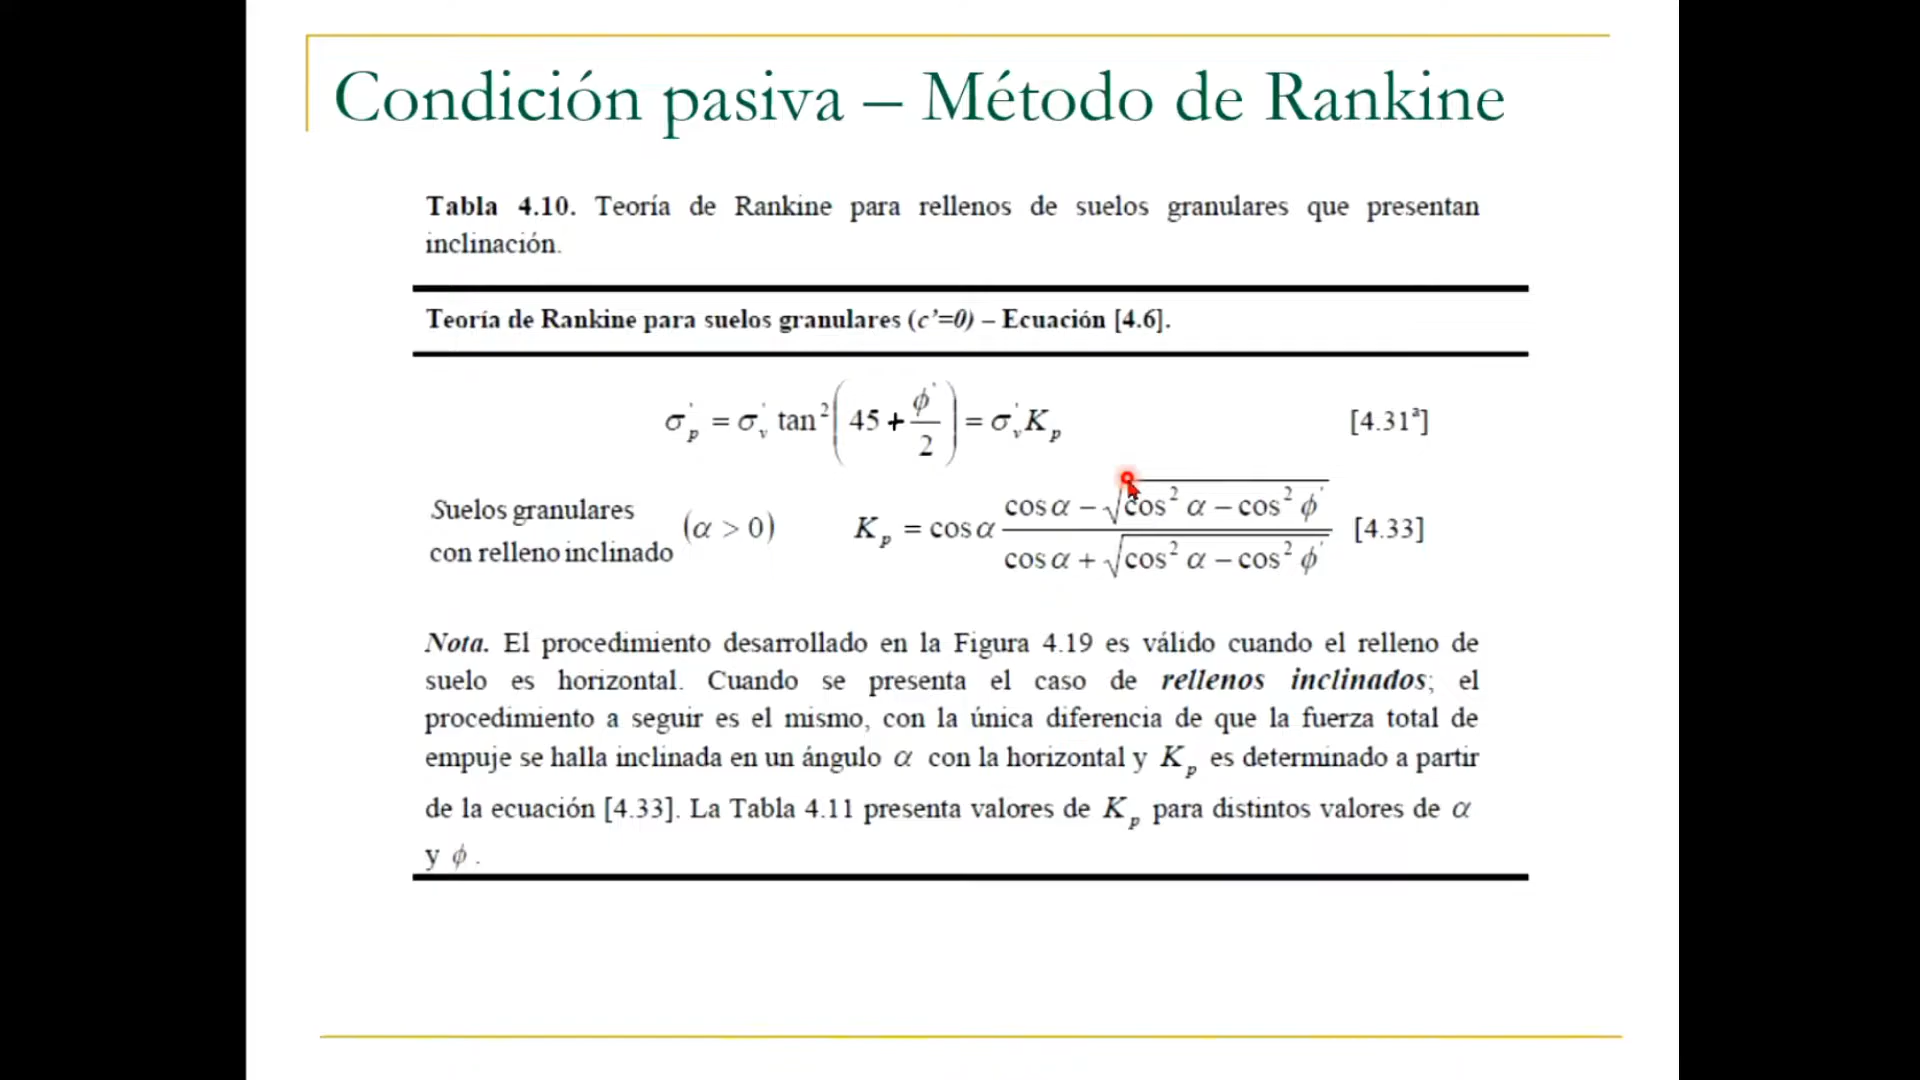 Condición pasiva – Método de Rankine
Tabla 4.10. Teoría de Rankine para rellenos de suelos granulares que presentan
inclinación.
Teoría de Rankine para suelos granulares (c'=0) – Ecuación [4.6].
σ'ₚ = σ'ᵥ tan² (45 + ϕ'/2) = σ'ᵥ Kₚ [4.31ª]
Suelos granulares
con relleno inclinado (α > 0) Kₚ = cos α (cos α − √(cos² α − cos² ϕ')) / (cos α + √(cos² α − cos² ϕ')) [4.33]
Nota. El procedimiento desarrollado en la Figura 4.19 es válido cuando el relleno de
suelo es horizontal. Cuando se presenta el caso de rellenos inclinados; el
procedimiento a seguir es el mismo, con la única diferencia de que la fuerza total de
empuje se halla inclinada en un ángulo α con la horizontal y Kₚ es determinado a partir
de la ecuación [4.33]. La Tabla 4.11 presenta valores de Kₚ para distintos valores de α
y ϕ.